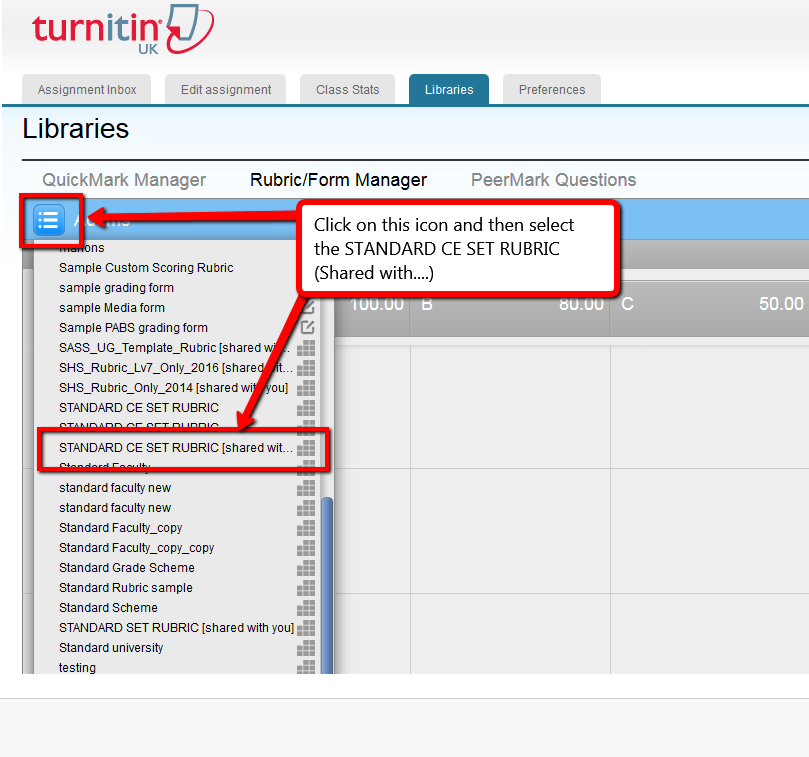 turnitin
UK
Assignment Inbox
Edit assignment
Class Stats
Libraries
Preferences
Libraries
QuickMark Manager
Rubric/Form Manager
PeerMark Questions
Click on this icon and then select
the STANDARD CE SET RUBRIC
(Shared with....)
100.00 B 80.00 C 50.00
Sample Custom Scoring Rubric
sample grading form
sample Media form
Sample PABS grading form
SASS_UG_Template_Rubric [shared wit...
SHS_Rubric_Lv7_Only_2016 [shared wit...
SHS_Rubric_Only_2014 [shared with you]
STANDARD CE SET RUBRIC
STANDARD CE SET RUBRIC
STANDARD CE SET RUBRIC [shared wit...
Standard Faculty
standard faculty new
standard faculty new
Standard Faculty_copy
Standard Faculty_copy_copy
Standard Grade Scheme
Standard Rubric sample
Standard Scheme
STANDARD SET RUBRIC [shared with you]
Standard university
testing